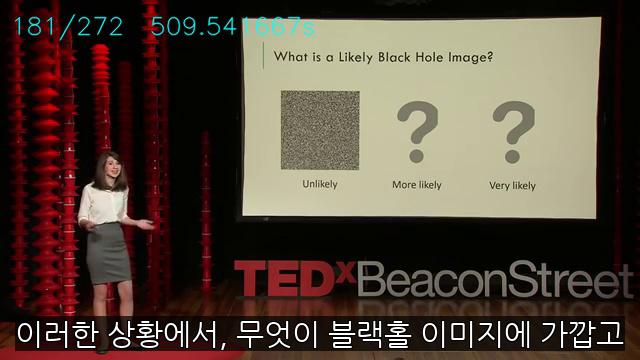 181/272 509.541667s
What is a Likely Black Hole Image?
? ?
Unlikely More likely Very likely
TEDxBeaconStreet
이러한 상황에서, 무엇이 블랙홀 이미지에 가깝고